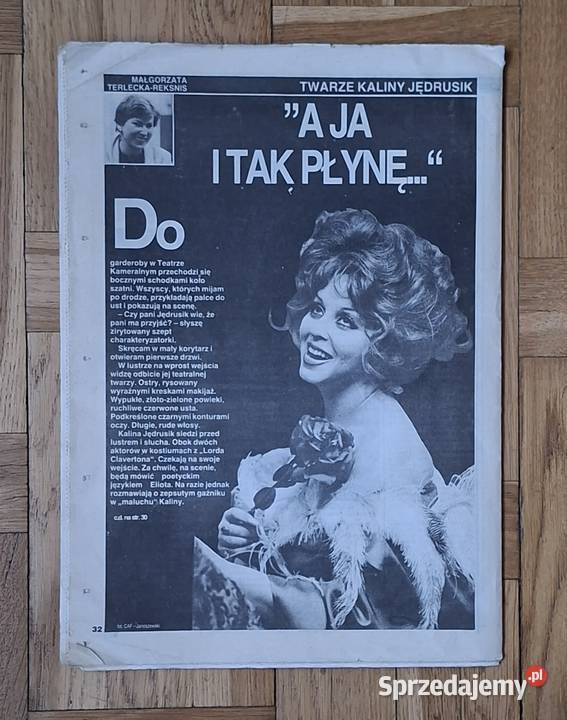 MAŁGORZATA
TERLECKA-REKSNIS
TWARZE KALINY JĘDRUSIK
”A JA
I TAK PŁYNĘ...“
Do
garderoby w Teatrze
Kameralnym przechodzi się
bocznymi schodkami koło
szatni. Wszyscy, których mijam
po drodze, przykładają palce do
ust i pokazują na scenę.
– Czy pani Jędrusik wie, że
pani ma przyjść? – słyszę
zirytowany szept
charakteryzatorki.
Skręcam w mały korytarz i
otwieram pierwsze drzwi.
W lustrze na wprost wejścia
widzę odbicie jej teatralnej
twarzy. Ostry, rysowany
wyraźnymi kreskami makijaż.
Wypukłe, złoto-zielone powieki,
ruchliwe czerwone usta.
Podkreślone czarnymi konturami
oczy. Długie, rude włosy.
Kalina Jędrusik siedzi przed
lustrem i słucha. Obok dwóch
aktorów w kostiumach z „Lorda
Clavertona”. Czekają na swoje
wejście. Za chwilę, na scenie,
będą mówić poetyckim
językiem Eliota. Na razie jednak
rozmawiają o zepsutym gaźniku
w „maluchu” Kaliny.
c.d. na str. 30
32
fot. CAF – Janiszewski
Sprzedajemy.pl